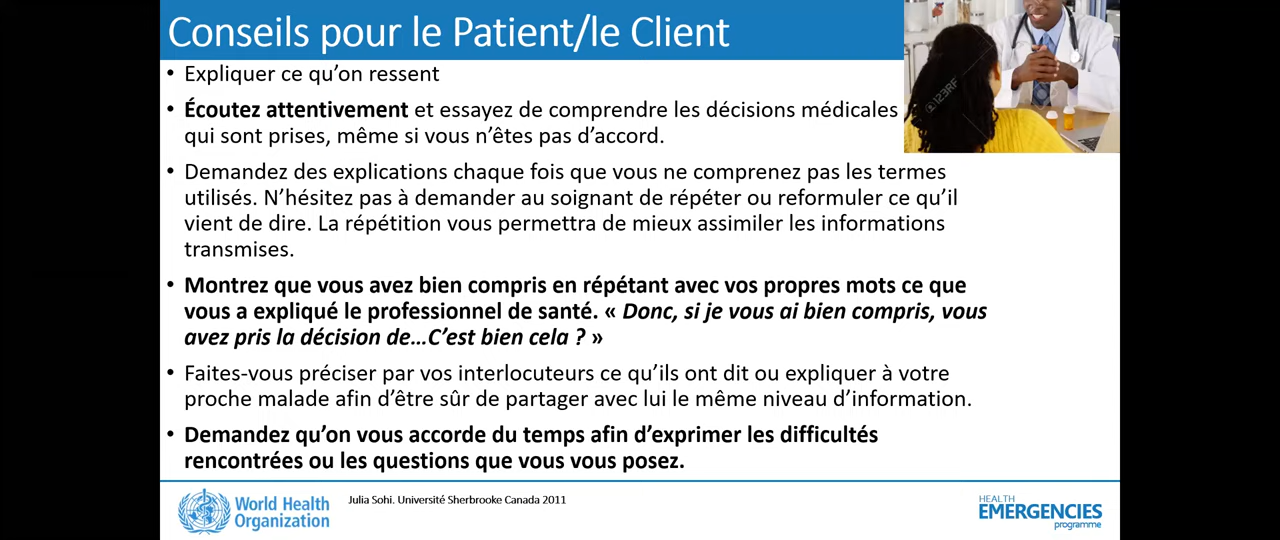 Conseils pour le Patient/le Client
• Expliquer ce qu'on ressent
• Écoutez attentivement et essayez de comprendre les décisions médicales
qui sont prises, même si vous n'êtes pas d'accord.
• Demandez des explications chaque fois que vous ne comprenez pas les termes
utilisés. N'hésitez pas à demander au soignant de répéter ou reformuler ce qu'il
vient de dire. La répétition vous permettra de mieux assimiler les informations
transmises.
• Montrez que vous avez bien compris en répétant avec vos propres mots ce que
vous a expliqué le professionnel de santé. « Donc, si je vous ai bien compris, vous
avez pris la décision de…C'est bien cela ? »
• Faites-vous préciser par vos interlocuteurs ce qu'ils ont dit ou expliquer à votre
proche malade afin d'être sûr de partager avec lui le même niveau d'information.
• Demandez qu'on vous accorde du temps afin d'exprimer les difficultés
rencontrées ou les questions que vous vous posez.
123RF
World Health
Organization
Julia Sohi. Université Sherbrooke Canada 2011
HEALTH
EMERGENCIES
programme